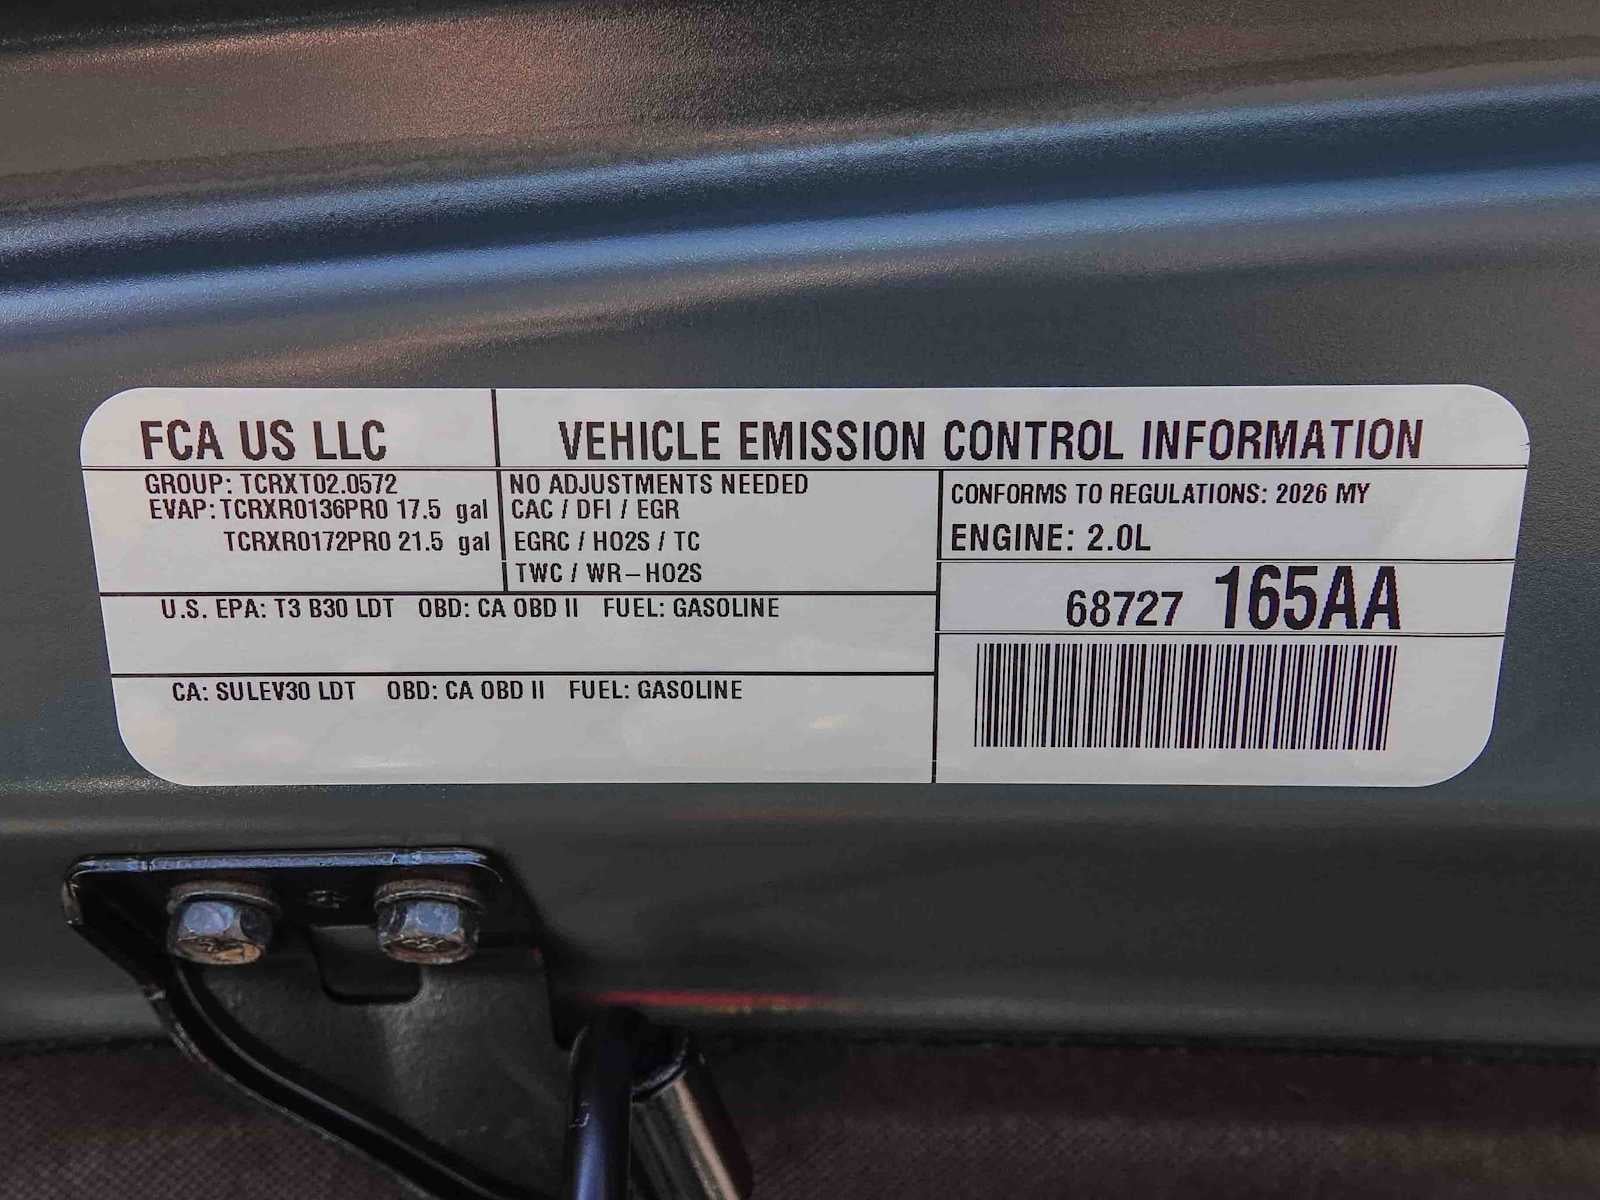 FCA US LLC
VEHICLE EMISSION CONTROL INFORMATION
GROUP: TCRXT02.0572
EVAP: TCRXR0136PR0 17.5 gal
TCRXR0172PR0 21.5 gal
NO ADJUSTMENTS NEEDED
CAC / DFI / EGR
EGRC / HO2S / TC
TWC / WR-HO2S
CONFORMS TO REGULATIONS: 2026 MY
ENGINE: 2.0L
68727 165AA
U.S. EPA: T3 B30 LDT OBD: CA OBD II FUEL: GASOLINE
CA: SULEV30 LDT OBD: CA OBD II FUEL: GASOLINE